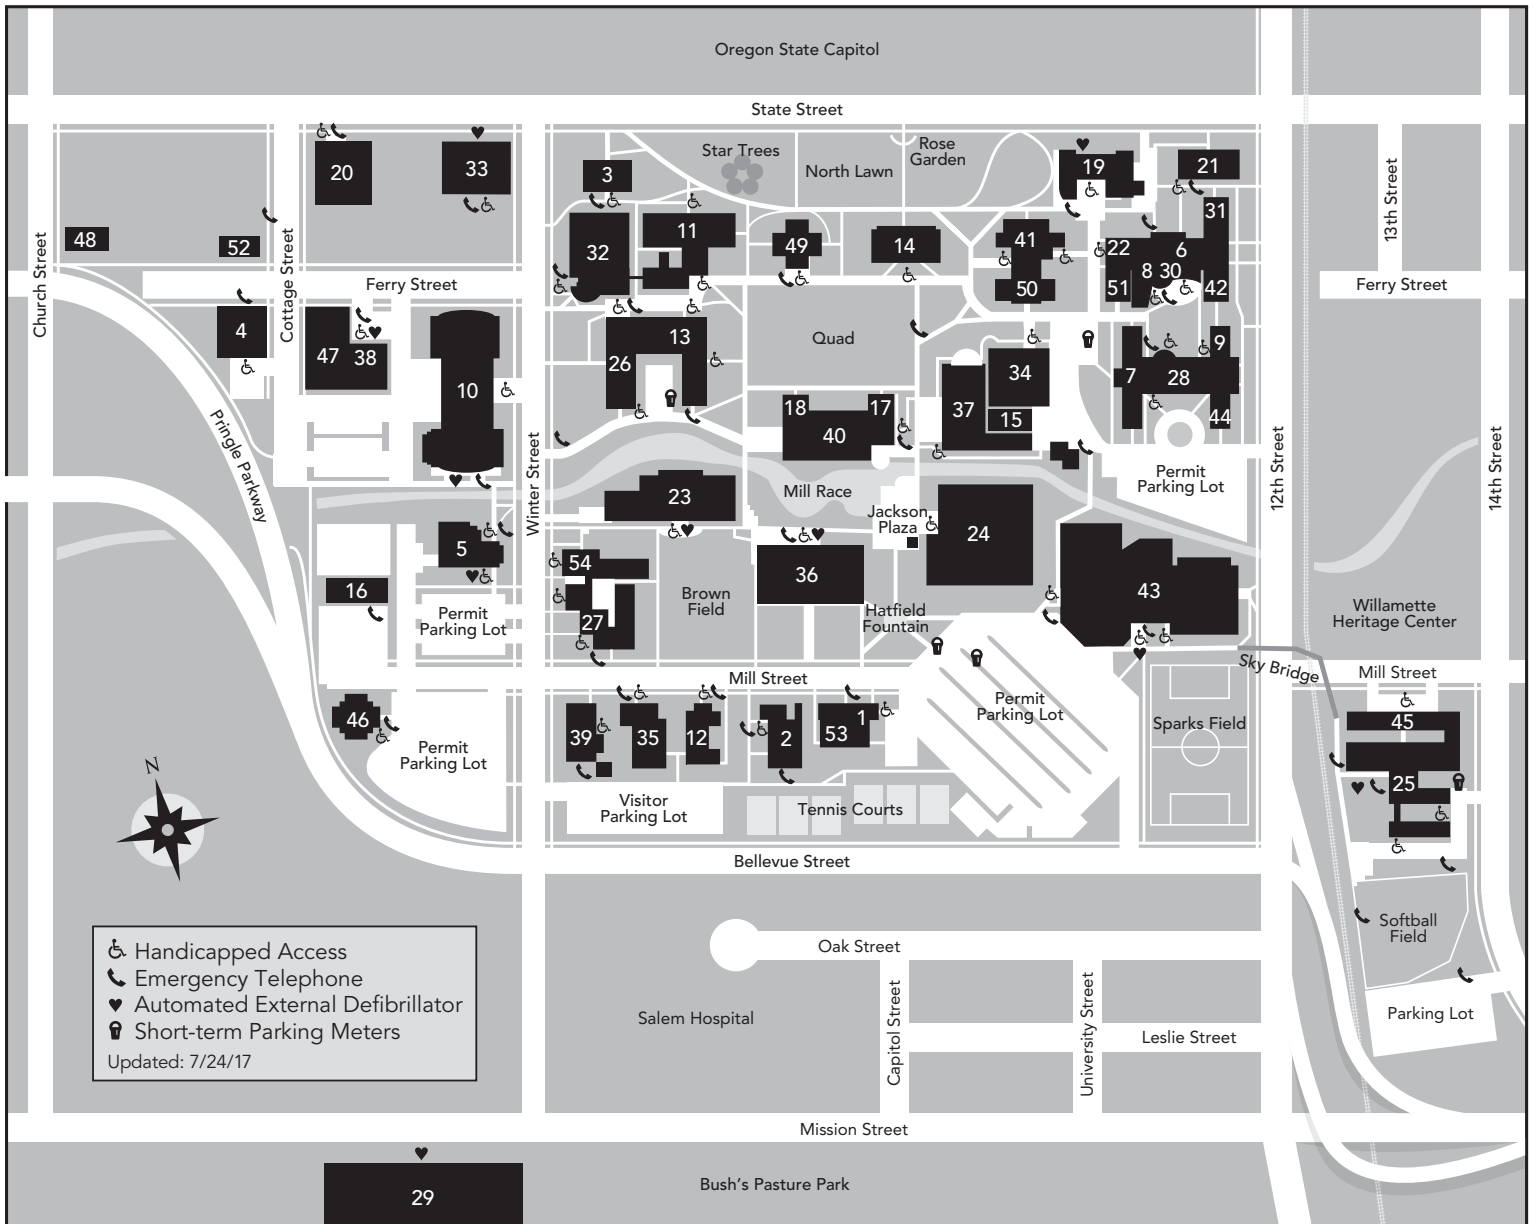 Oregon State Capitol
State Street
Star Trees
North Lawn
Rose
Garden
13th Street
20
33
3
19
21
31
48
52
32
11
49
14
41
22
6
8
30
50
51
42
Church Street
Cottage Street
Ferry Street
Ferry Street
4
47
38
10
13
26
Quad
34
37
15
7
28
9
44
18
17
40
Pringle Parkway
Winter Street
12th Street
14th Street
Permit
Parking Lot
23
Mill Race
Jackson
Plaza
24
5
54
36
43
16
Permit
Parking Lot
27
Brown
Field
Hatfield
Fountain
Willamette
Heritage Center
Sky Bridge
Mill Street
Mill Street
46
39
35
12
2
53
1
Permit
Parking Lot
Sparks Field
45
25
Permit
Parking Lot
N
Visitor
Parking Lot
Tennis Courts
Bellevue Street
Softball
Field
Handicapped Access
Emergency Telephone
Automated External Defibrillator
Short-term Parking Meters
Updated: 7/24/17
Oak Street
Salem Hospital
Capitol Street
University Street
Leslie Street
Parking Lot
Mission Street
29
Bush's Pasture Park